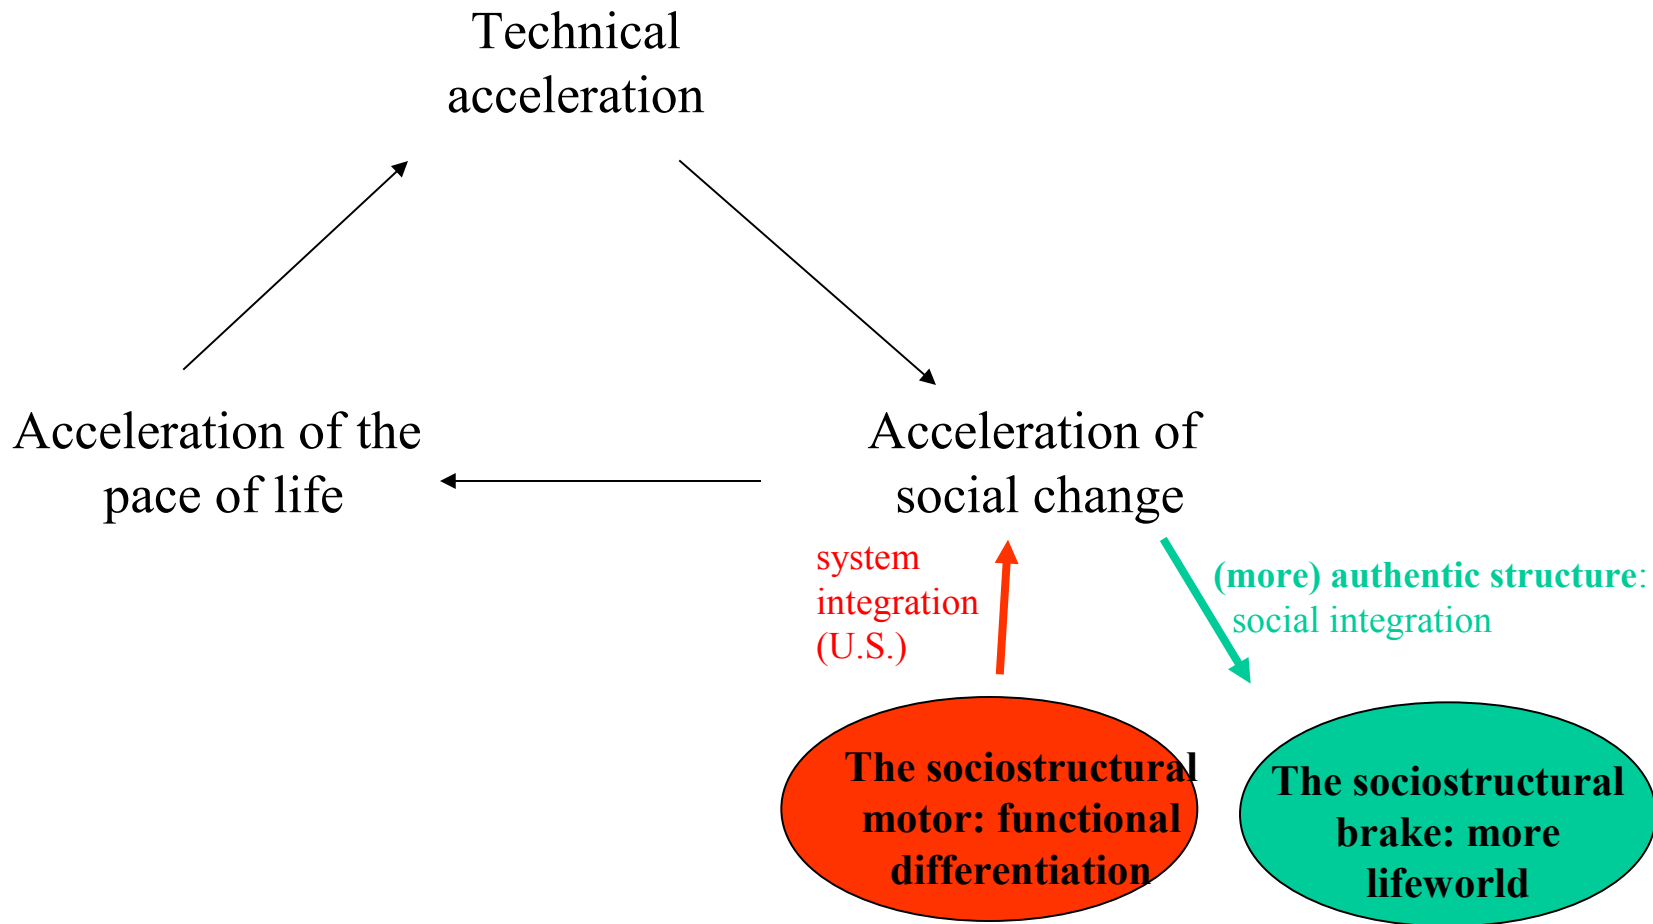 Technical
acceleration
Acceleration of the
pace of life
Acceleration of
social change
system
integration
(U.S.)
(more) authentic structure:
social integration
The sociostructural
motor: functional
differentiation
The sociostructural
brake: more
lifeworld